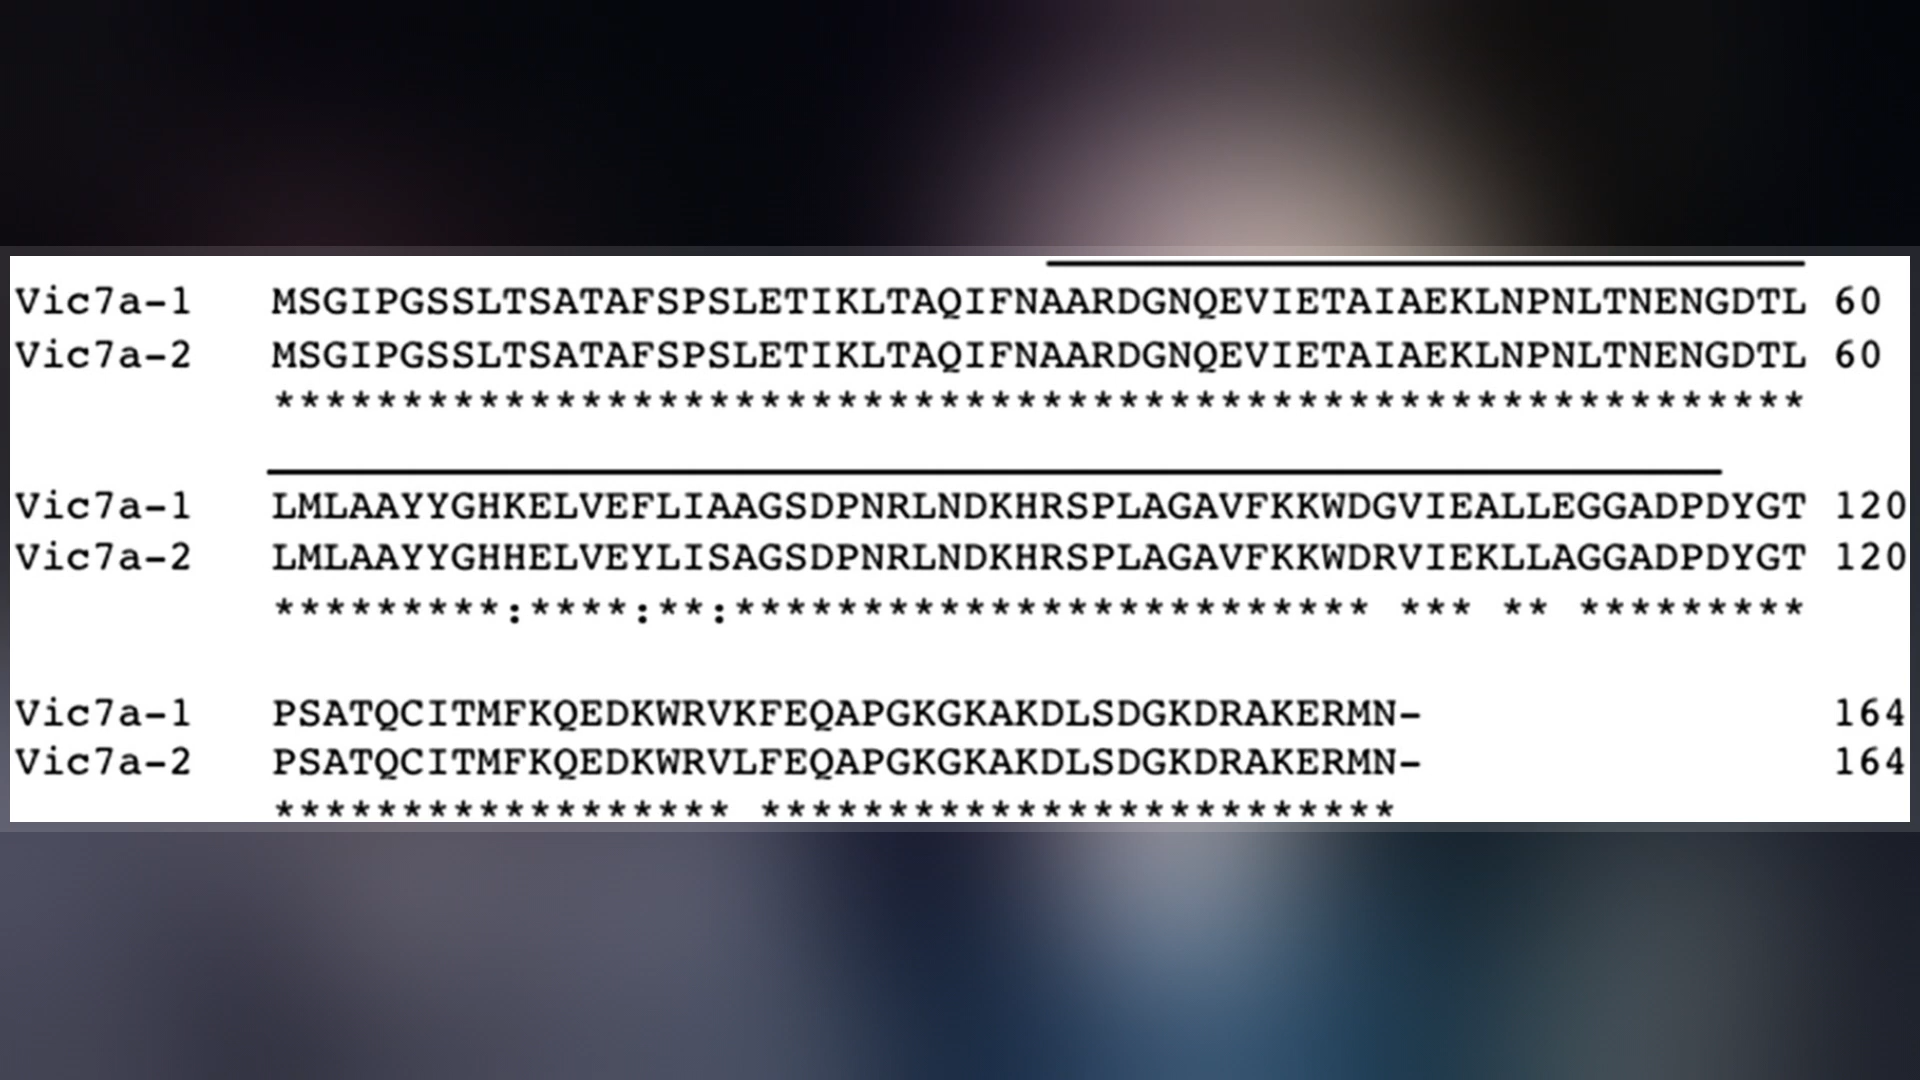 Vic7a-1 MSGIPGSSLTSATAFSPSLETIKLTAQIFNAARDGNQEVIETAIAEKLNPNLTNENGDTL 60
Vic7a-2 MSGIPGSSLTSATAFSPSLETIKLTAQIFNAARDGNQEVIETAIAEKLNPNLTNENGDTL 60
************************************************************
Vic7a-1 LMLAAYYGHKELVEFLIAAGSDPNRLNDKHRSPLAGAVFKKWDGVIEALLEGGADPDYGT 120
Vic7a-2 LMLAAYYGHHELVEYLISAGSDPNRLNDKHRSPLAGAVFKKWDRVIEKLLAGGADPDYGT 120
*********:****:**:************************* *** ** *********
Vic7a-1 PSATQCITMFKQEDKWRVKFEQAPGKGKAKDLSDGKDRAKERMN- 164
Vic7a-2 PSATQCITMFKQEDKWRVLFEQAPGKGKAKDLSDGKDRAKERMN- 164
****************** *************************